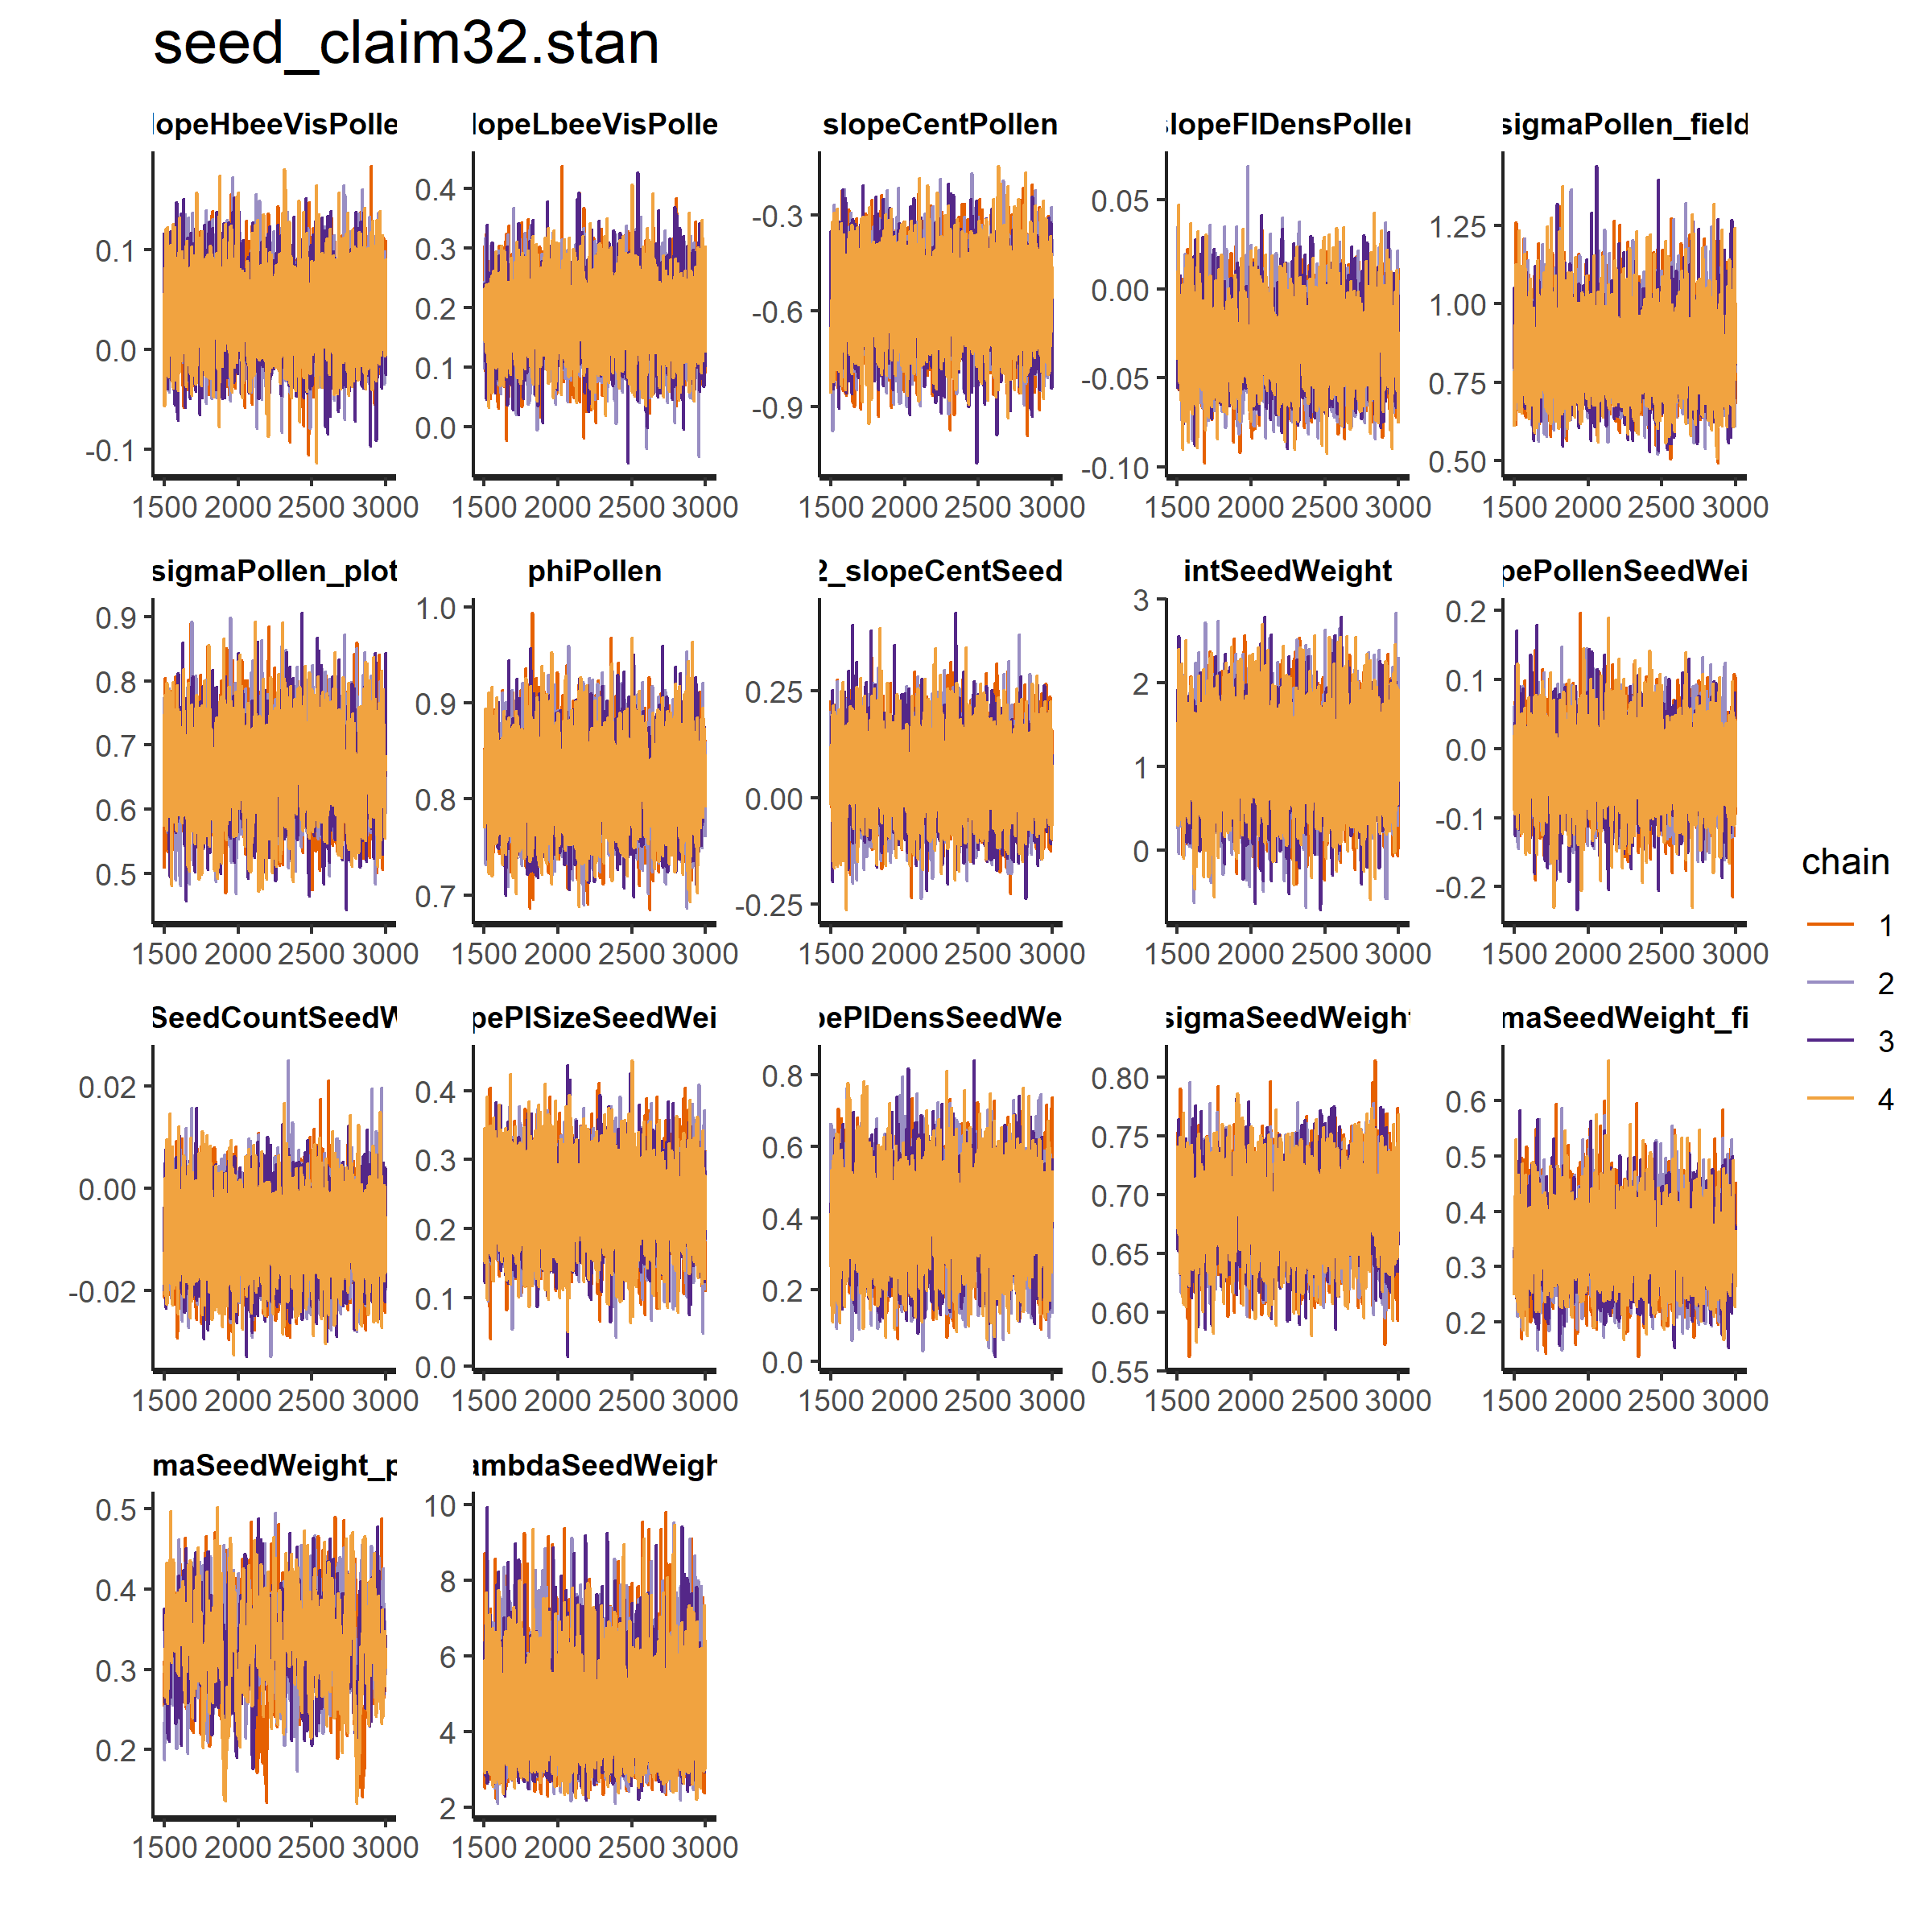 seed_claim32.stan
lopeHbeeVisPolle lopeLbeeVisPolle slopeCentPollen slopeFlDensPollen sigmaPollen_field
0.1 0.0 -0.1
0.4 0.3 0.2 0.1 0.0
-0.3 -0.6 -0.9
0.05 0.00 -0.05 -0.10
1.25 1.00 0.75 0.50
1500 2000 2500 3000 1500 2000 2500 3000 1500 2000 2500 3000 1500 2000 2500 3000 1500 2000 2500 3000
sigmaPollen_plot phiPollen 2_slopeCentSeed intSeedWeight pePollenSeedWei
0.9 0.8 0.7 0.6 0.5
1.0 0.9 0.8 0.7
0.25 0.00 -0.25
3 2 1 0
0.2 0.1 0.0 -0.1 -0.2
1500 2000 2500 3000 1500 2000 2500 3000 1500 2000 2500 3000 1500 2000 2500 3000 1500 2000 2500 3000
SeedCountSeedW pePlSizeSeedWei pePlDensSeedWe sigmaSeedWeight maSeedWeight_fi
0.02 0.00 -0.02
0.4 0.3 0.2 0.1 0.0
0.8 0.6 0.4 0.2 0.0
0.80 0.75 0.70 0.65 0.60 0.55
0.6 0.5 0.4 0.3 0.2
1500 2000 2500 3000 1500 2000 2500 3000 1500 2000 2500 3000 1500 2000 2500 3000 1500 2000 2500 3000
maSeedWeight_p ambdaSeedWeigh
0.5 0.4 0.3 0.2
10 8 6 4 2
1500 2000 2500 3000 1500 2000 2500 3000
chain
1
2
3
4